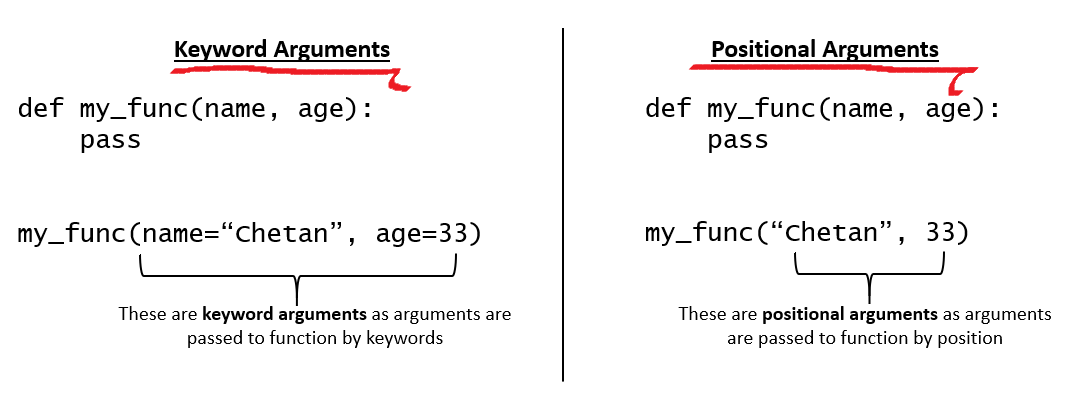 Keyword Arguments
def my_func(name, age):
    pass
my_func(name=“Chetan”, age=33)
These are keyword arguments as arguments are
passed to function by keywords
Positional Arguments
def my_func(name, age):
    pass
my_func(“Chetan”, 33)
These are positional arguments as arguments
are passed to function by position